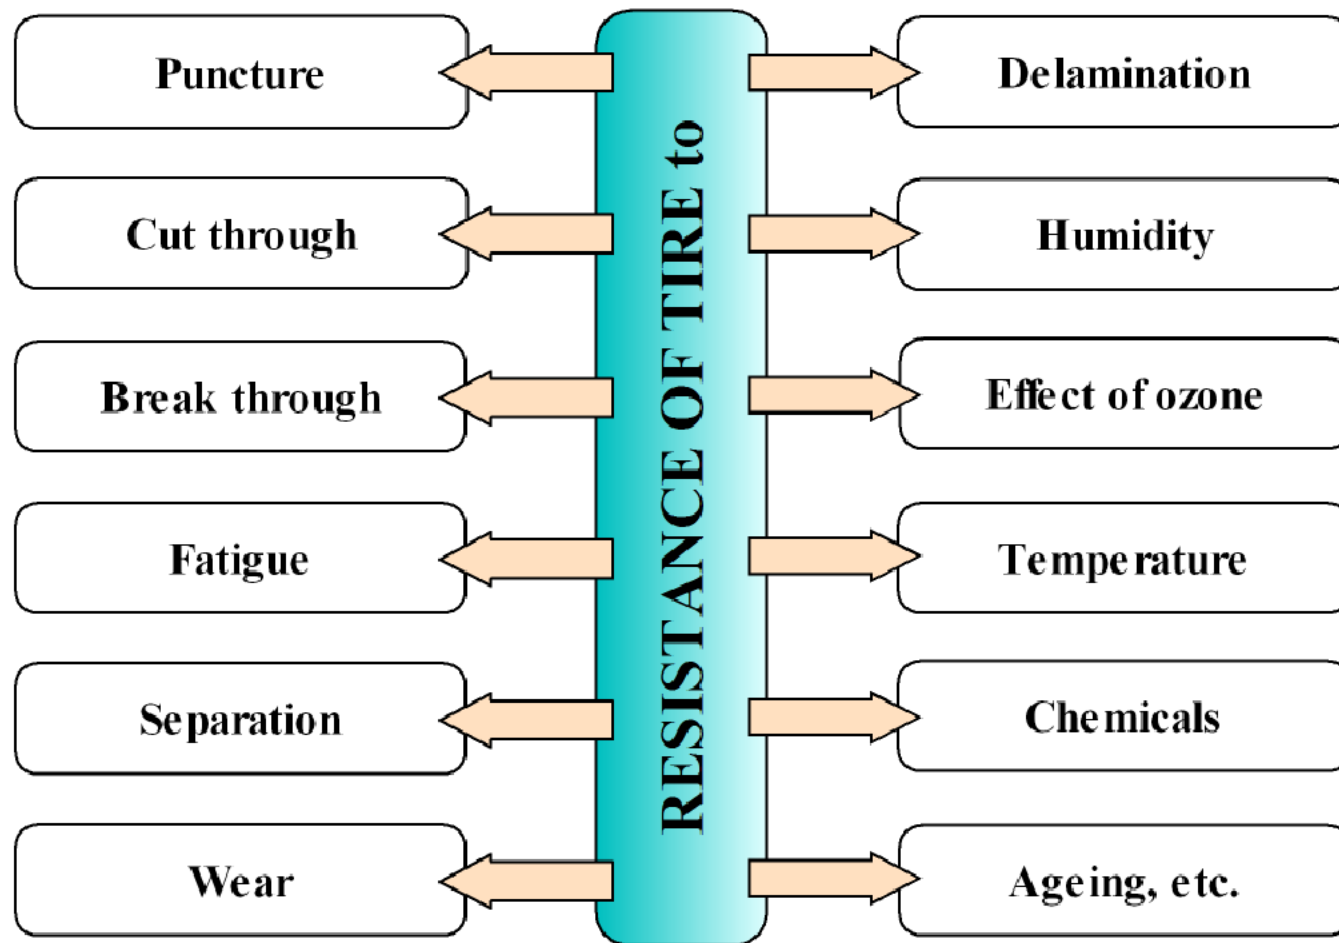 Puncture
Cut through
Break through
Fatigue
Separation
Wear
RESISTANCE OF TIRE to
Delamination
Humidity
Effect of ozone
Temperature
Chemicals
Ageing, etc.